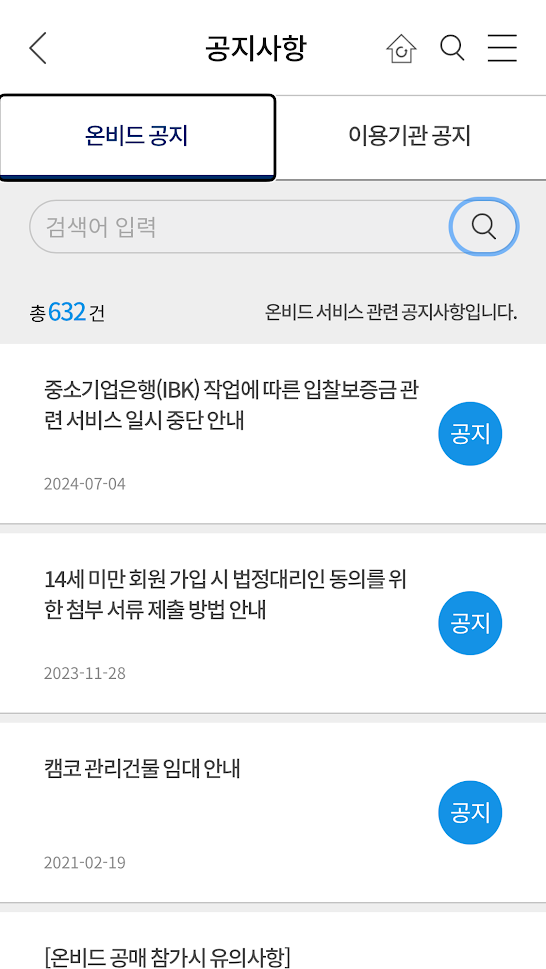 공지사항
온비드 공지
이용기관 공지
검색어 입력
총 632 건
온비드 서비스 관련 공지사항입니다.
중소기업은행(IBK) 작업에 따른 입찰보증금 관
련 서비스 일시 중단 안내
공지
2024-07-04
14세 미만 회원 가입 시 법정대리인 동의를 위
한 첨부 서류 제출 방법 안내
공지
2023-11-28
캠코 관리건물 임대 안내
공지
2021-02-19
[온비드 공매 참가시 유의사항]